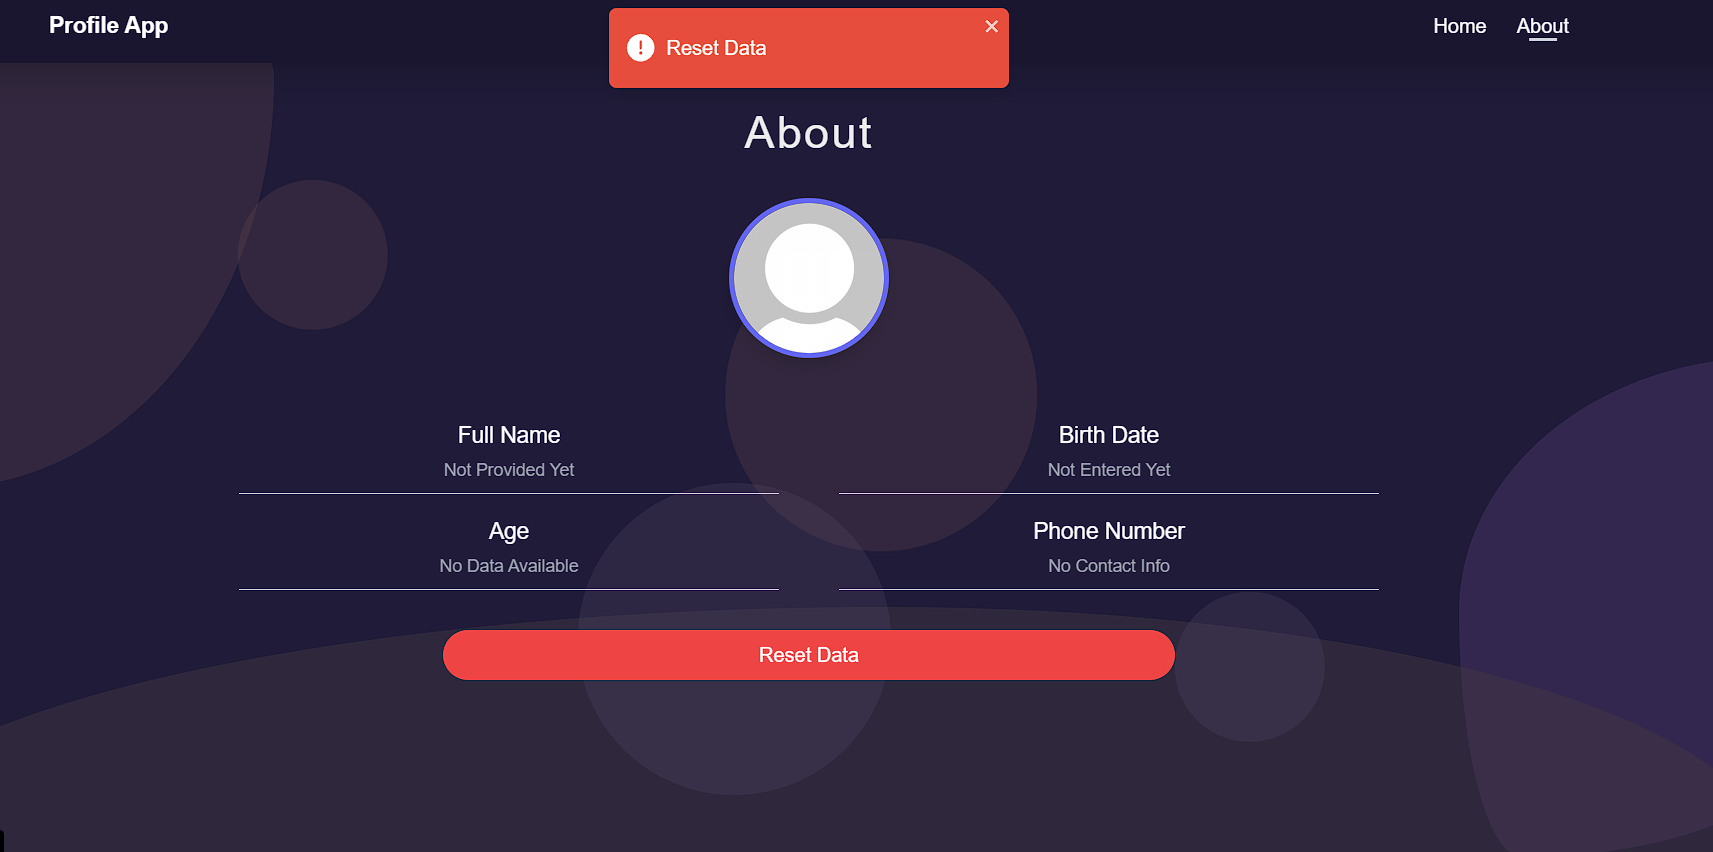 Profile App
Reset Data
Home
About
About
Full Name
Not Provided Yet
Birth Date
Not Entered Yet
Age
No Data Available
Phone Number
No Contact Info
Reset Data